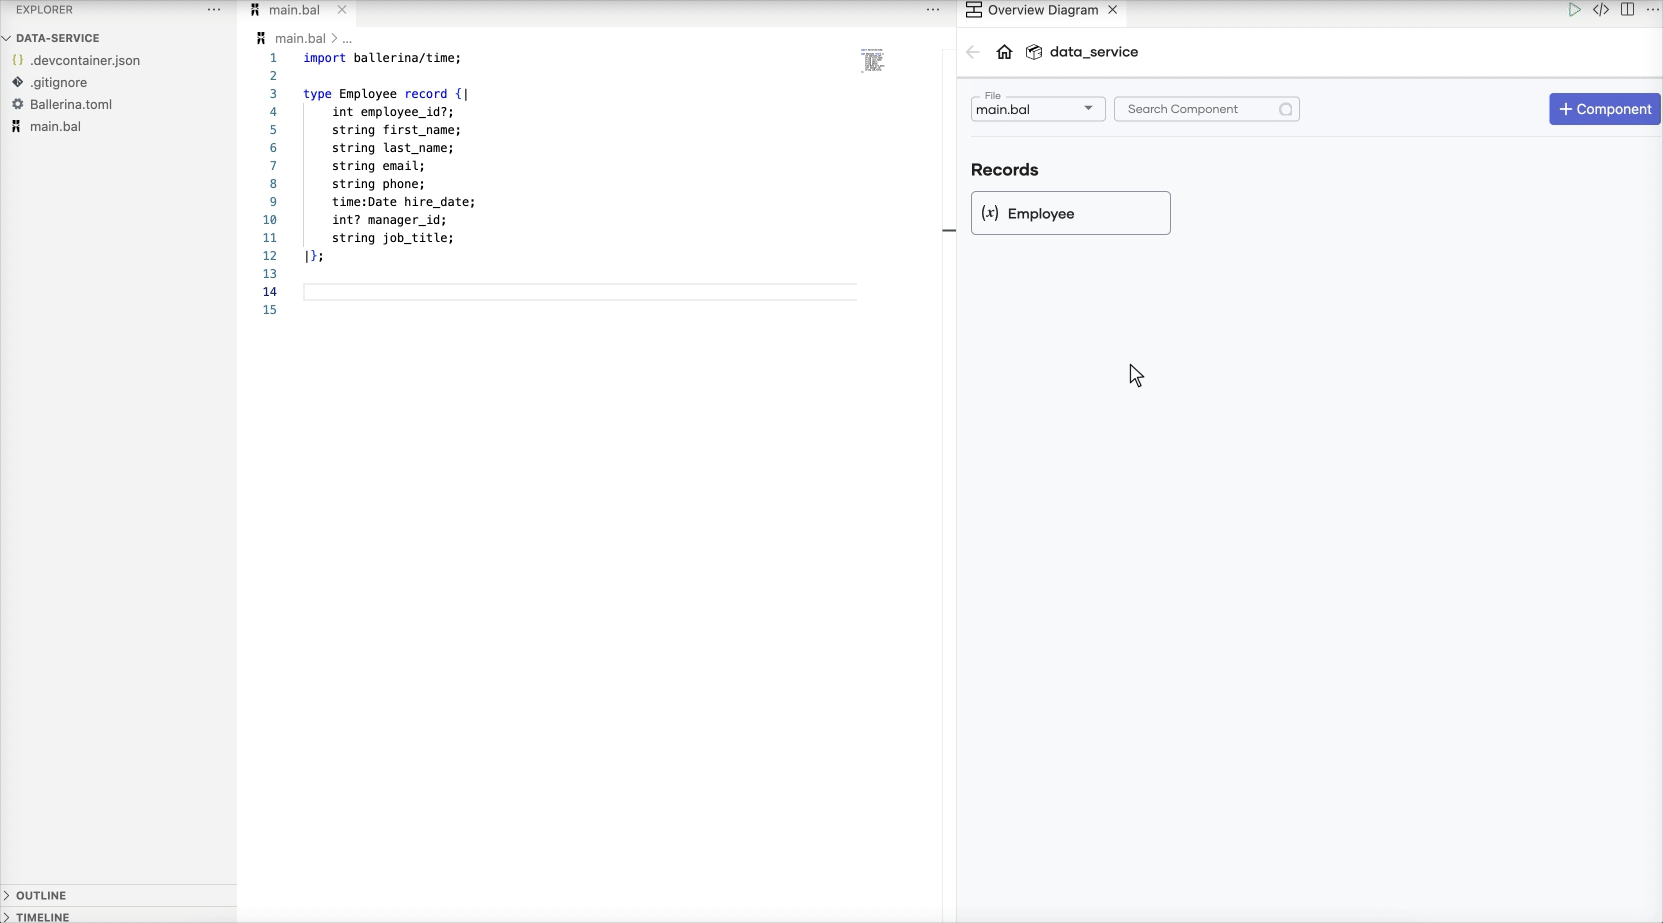 EXPLORER
DATA-SERVICE
{} .devcontainer.json
.gitignore
Ballerina.toml
main.bal
OUTLINE
TIMELINE
main.bal
main.bal > ...
1 import ballerina/time;
2
3 type Employee record {|
4     int employee_id?;
5     string first_name;
6     string last_name;
7     string email;
8     string phone;
9     time:Date hire_date;
10     int? manager_id;
11     string job_title;
12 |};
13
14
15
Overview Diagram
data_service
File
main.bal
Search Component
+ Component
Records
(x) Employee